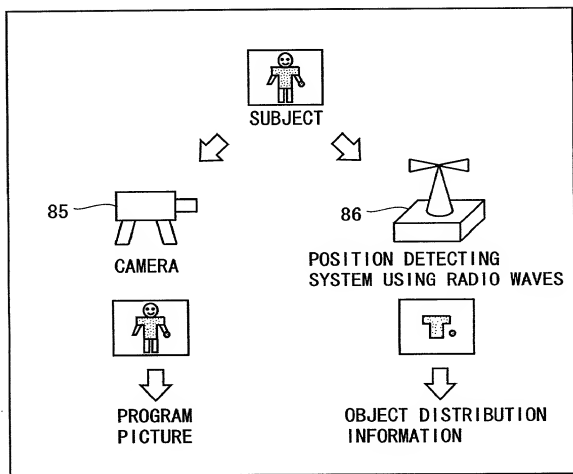 SUBJECT
85
86
CAMERA
POSITION DETECTING
SYSTEM USING RADIO WAVES
PROGRAM
PICTURE
OBJECT DISTRIBUTION
INFORMATION